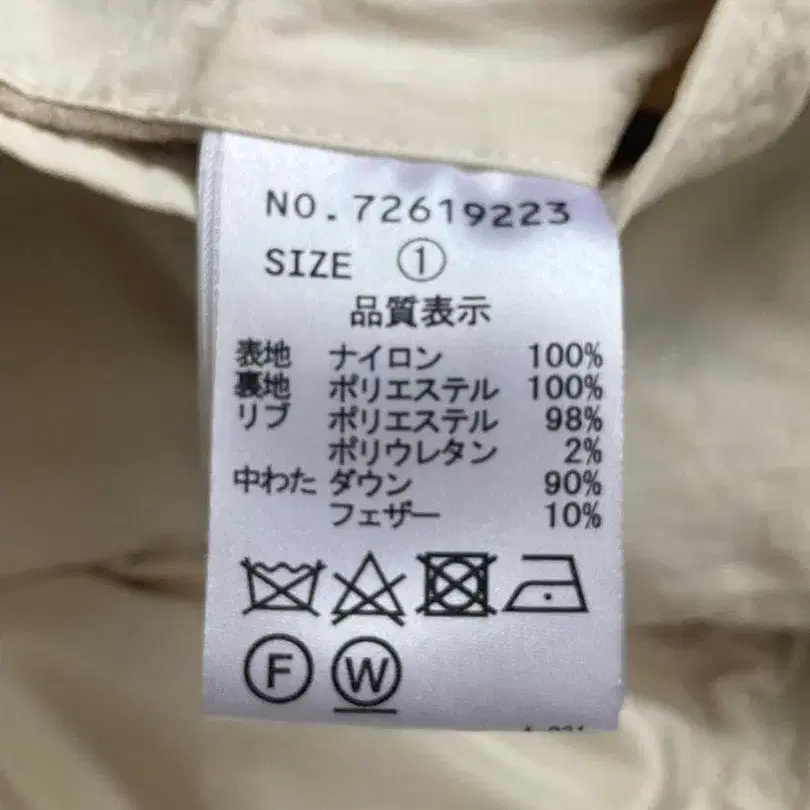 NO.72619223
SIZE ①
品質表示
表地 ナイロン 100%
裏地 ポリエステル 100%
リブ ポリエステル 98%
ポリウレタン 2%
中わた ダウン 90%
フェザー 10%
F W